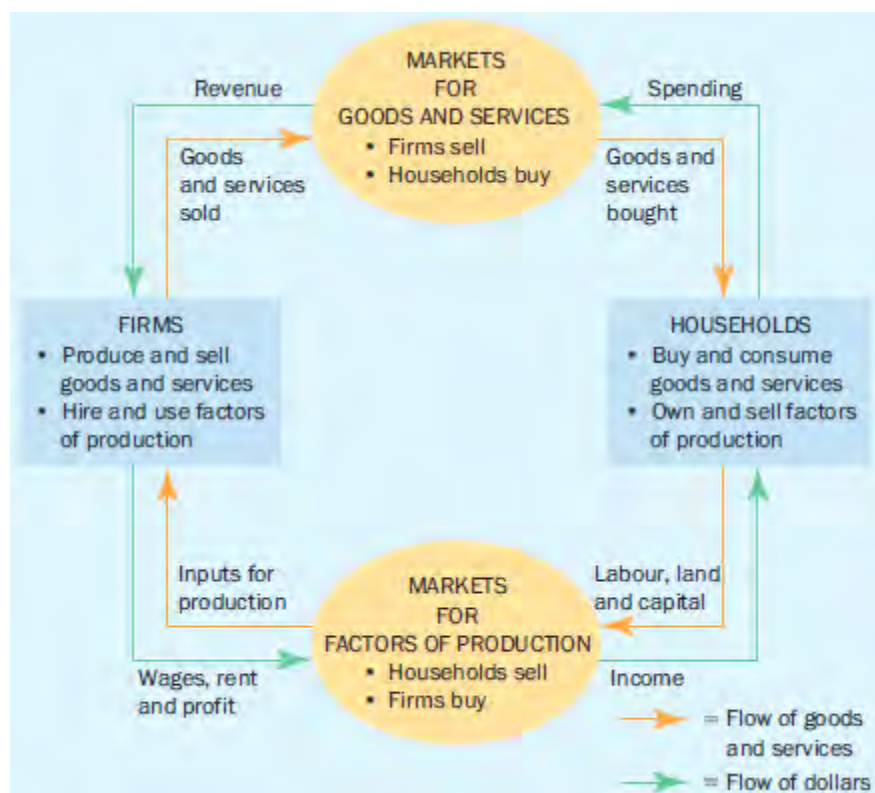 MARKETS
FOR
GOODS AND SERVICES
• Firms sell
• Households buy
Revenue
Spending
Goods
and services
sold
Goods and
services
bought
FIRMS
• Produce and sell
goods and services
• Hire and use factors
of production
HOUSEHOLDS
• Buy and consume
goods and services
• Own and sell factors
of production
Inputs for
production
Labour, land
and capital
MARKETS
FOR
FACTORS OF PRODUCTION
• Households sell
• Firms buy
Wages, rent
and profit
Income
= Flow of goods
and services
= Flow of dollars